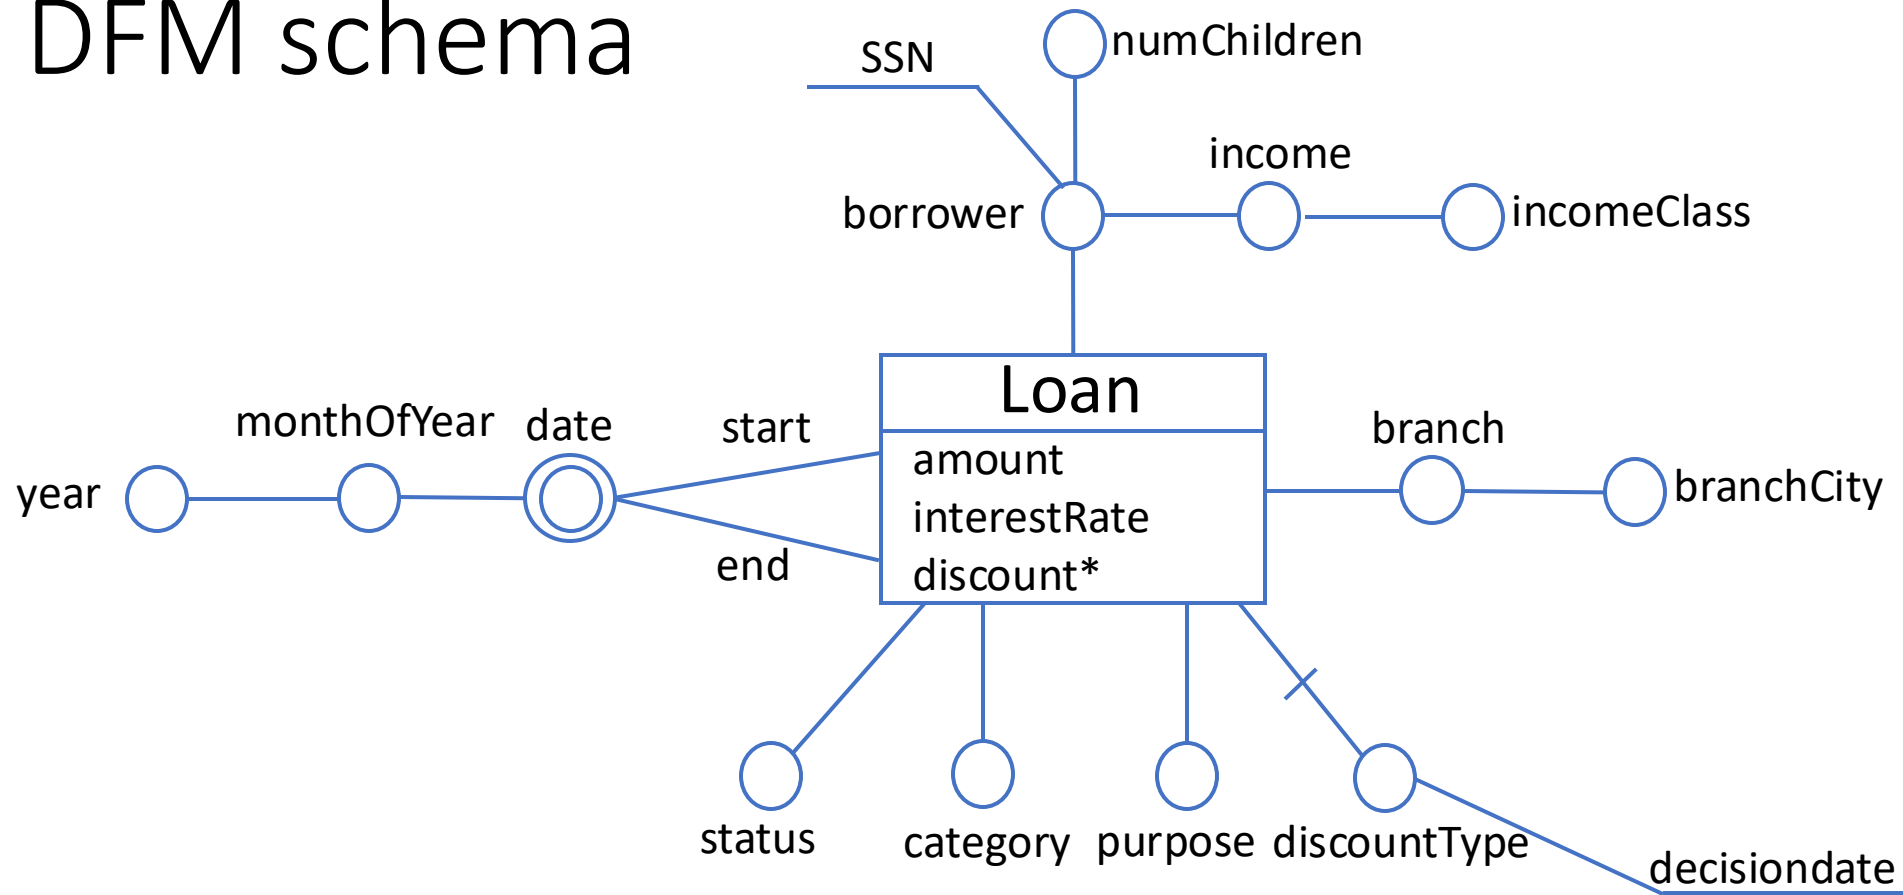 DFM schema
numChildren
SSN
income
borrower
incomeClass
Loan
monthOfYear
date
start
branch
year
amount
branchCity
interestRate
end
discount*
status
category
purpose
discountType
decisiondate